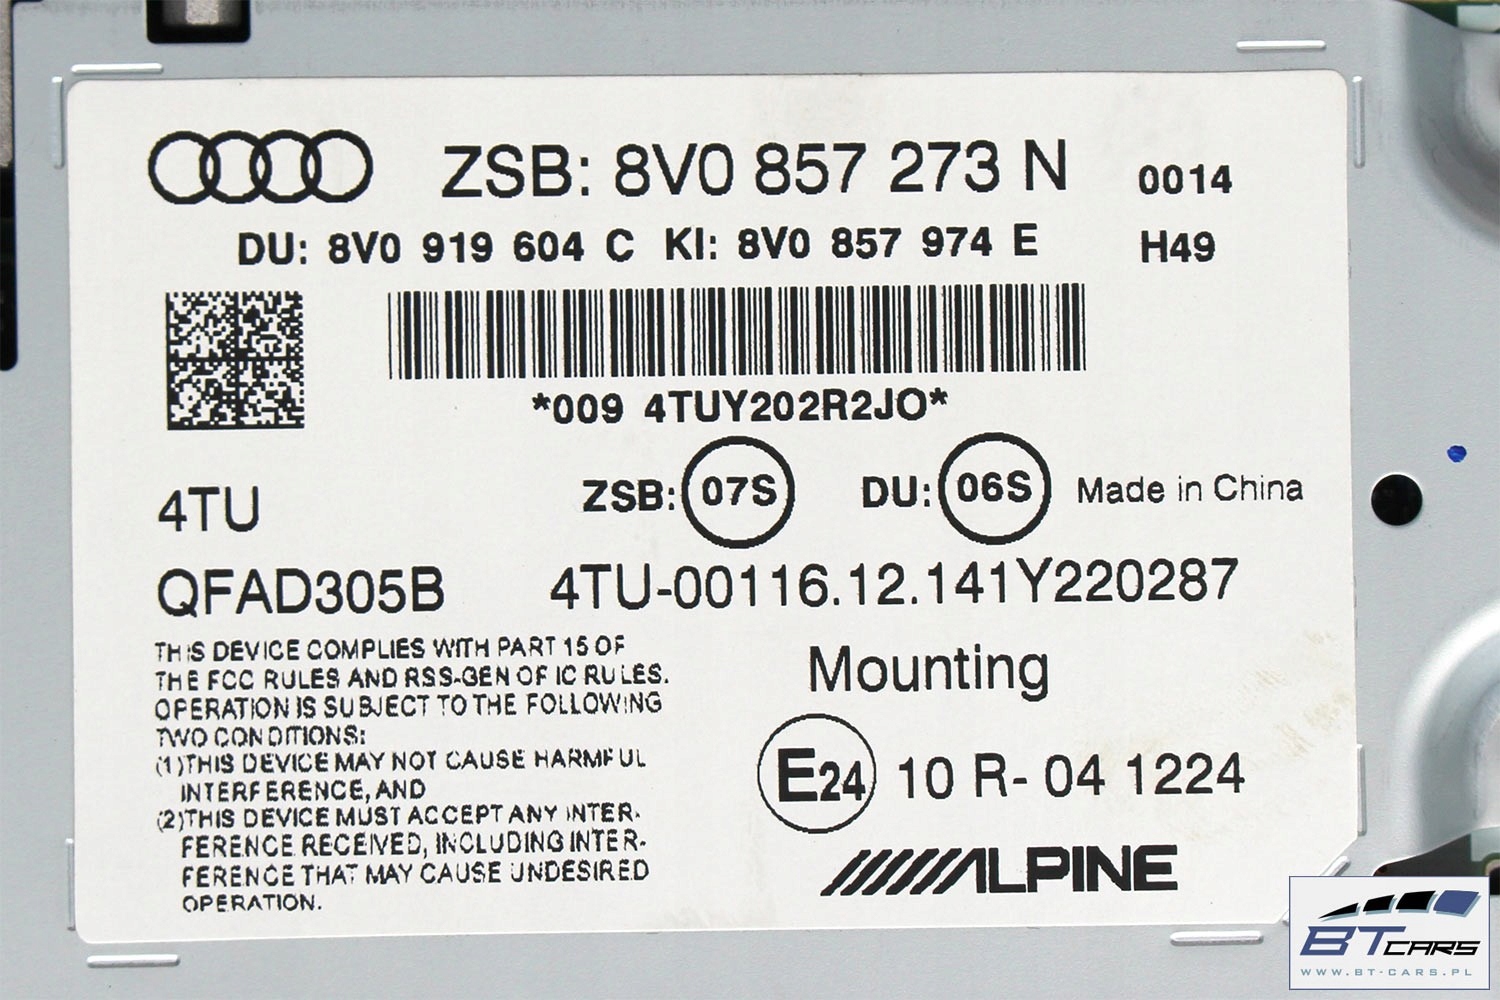 ZSB: 8V0 857 273 N 0014
DU: 8V0 919 604 C KI: 8V0 857 974 E H49
*009 4TUY202R2JO*
4TU ZSB: 07S DU: 06S Made in China
QFAD305B 4TU-00116.12.141Y220287
THIS DEVICE COMPLIES WITH PART 15 OF
THE FCC RULES AND RSS-GEN OF IC RULES.
OPERATION IS SUBJECT TO THE FOLLOWING
TWO CONDITIONS:
(1)THIS DEVICE MAY NOT CAUSE HARMFUL
INTERFERENCE, AND
(2)THIS DEVICE MUST ACCEPT ANY INTER-
FERENCE RECEIVED, INCLUDING INTER-
FERENCE THAT MAY CAUSE UNDESIRED
OPERATION.
Mounting
E24 10 R- 04 1224
ALPINE
BT CARS
WWW.BT-CARS.PL